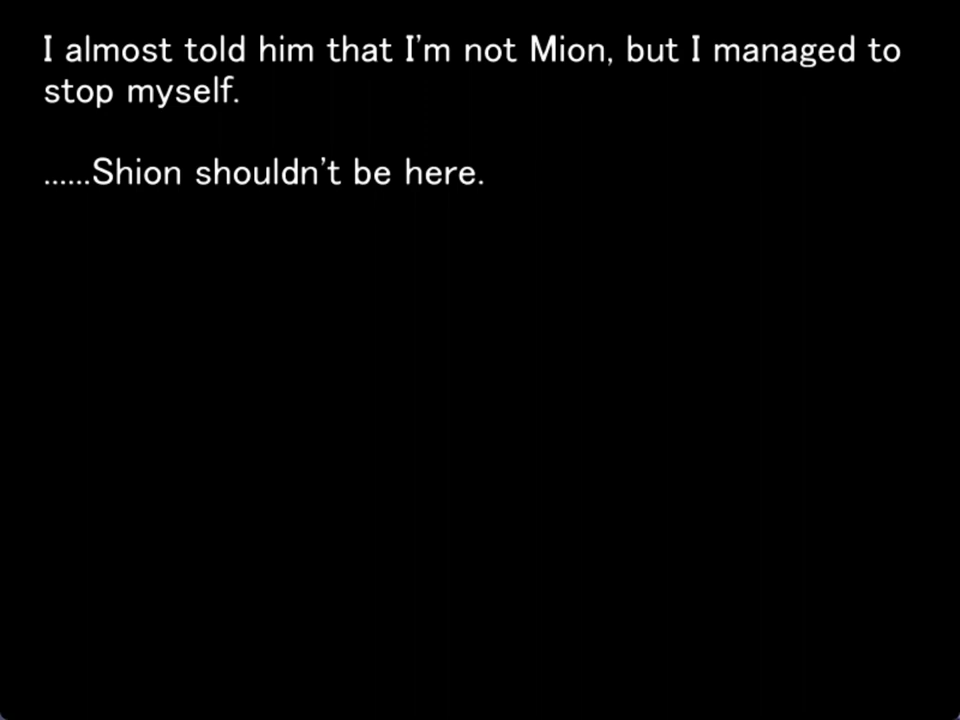 I almost told him that I'm not Mion, but I managed to
stop myself.
......Shion shouldn't be here.